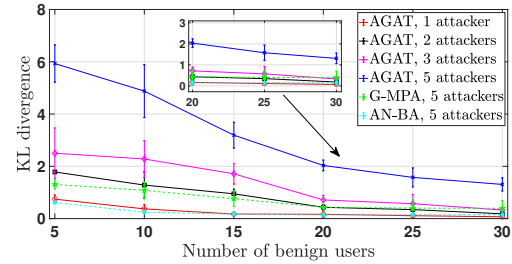 8
6
4
2
0
KL divergence
5
10
15
20
25
30
Number of benign users
3
2
1
0
20
25
30
AGAT, 1 attacker
AGAT, 2 attackers
AGAT, 3 attackers
AGAT, 5 attackers
G-MPA, 5 attackers
AN-BA, 5 attackers